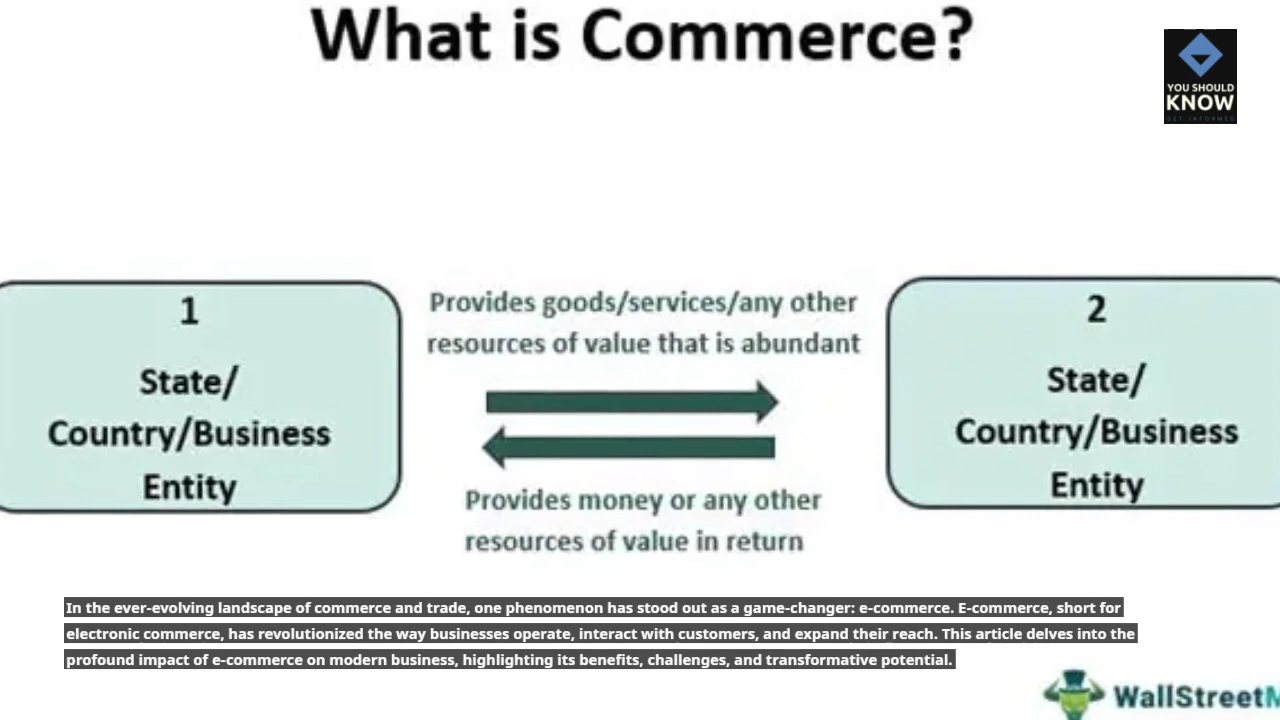 What is Commerce?
YOU SHOULD
KNOW
GET INFORMED
1
State/
Country/Business
Entity
Provides goods/services/any other
resources of value that is abundant
Provides money or any other
resources of value in return
2
State/
Country/Business
Entity
In the ever-evolving landscape of commerce and trade, one phenomenon has stood out as a game-changer: e-commerce. E-commerce, short for
electronic commerce, has revolutionized the way businesses operate, interact with customers, and expand their reach. This article delves into the
profound impact of e-commerce on modern business, highlighting its benefits, challenges, and transformative potential.
WallStreetM